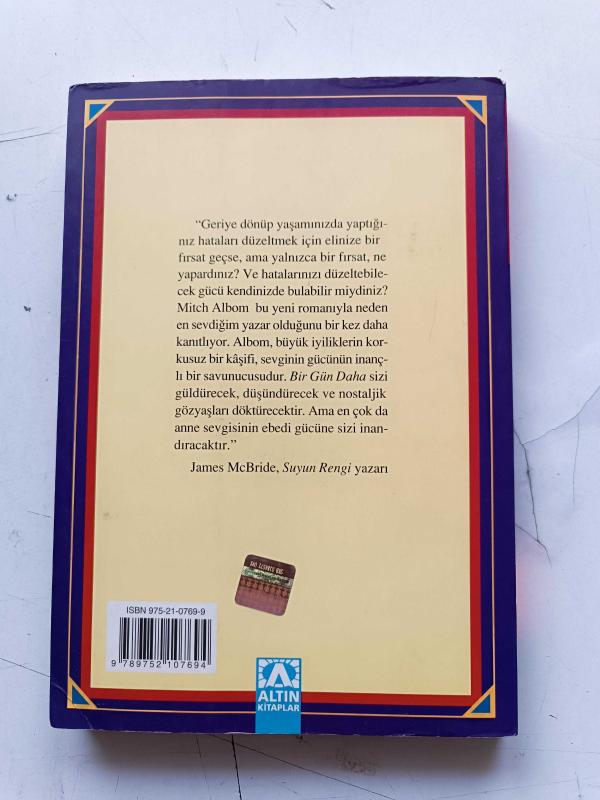 “Geriye dönüp yaşamınızda yaptığı-
nız hataları düzeltmek için elinize bir
fırsat geçse, ama yalnızca bir fırsat, ne
yapardınız? Ve hatalarınızı düzeltebile-
cek gücü kendinizde bulabilir miydiniz?
Mitch Albom bu yeni romanıyla neden
en sevdiğim yazar olduğunu bir kez daha
kanıtlıyor. Albom, büyük iyiliklerin kor-
kusuz bir kâşifi, sevginin gücünün inanç-
lı bir savunucusudur. Bir Gün Daha sizi
güldürecek, düşündürecek ve nostaljik
gözyaşları döktürecektir. Ama en çok da
anne sevgisinin ebedi gücüne sizi inan-
dıracaktır.”
James McBride, Suyun Rengi yazarı
ISBN 975-21-0769-9
9 789752 107694
ALTIN
KİTAPLAR